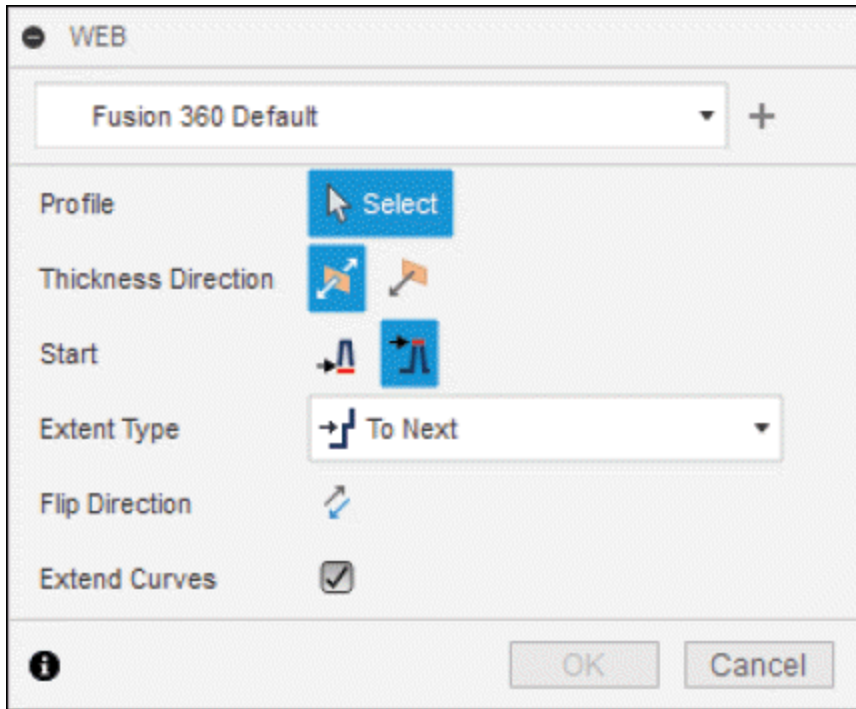 WEB
Fusion 360 Default
Profile Select
Thickness Direction
Start
Extent Type To Next
Flip Direction
Extend Curves
OK Cancel